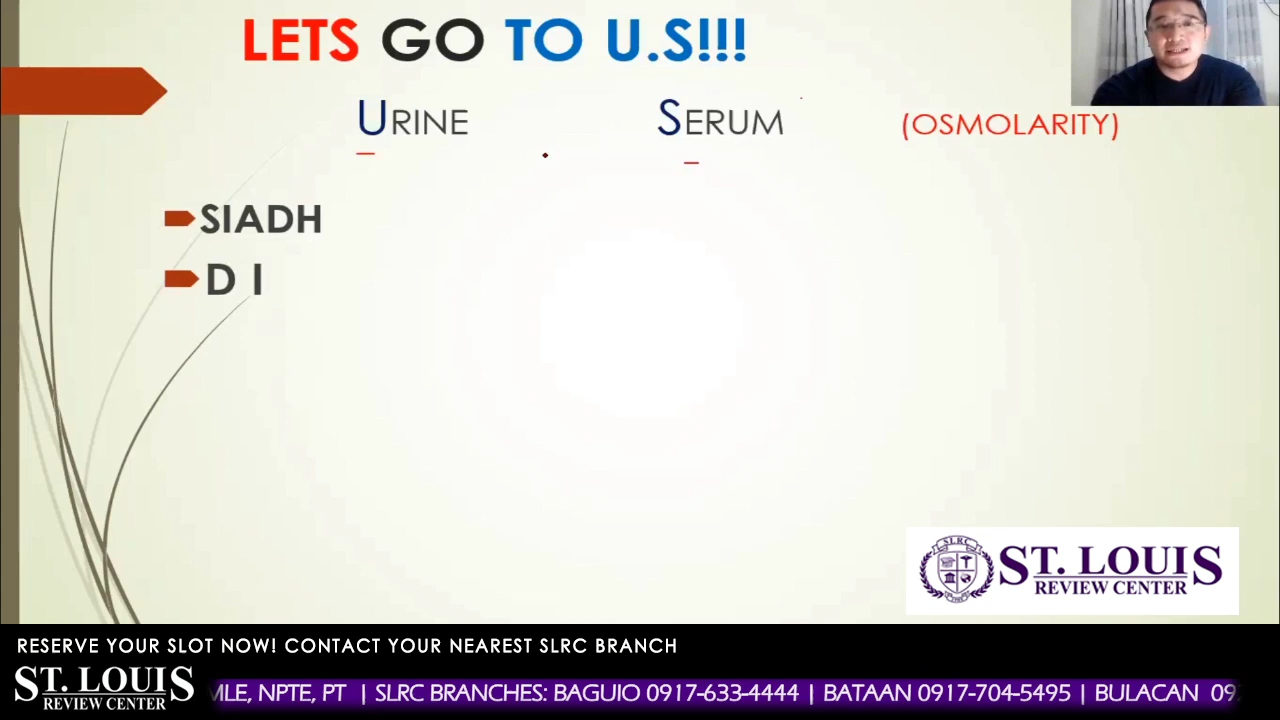 LETS GO TO U.S!!!
URINE SERUM (OSMOLARITY)
SIADH
D I
SLRC
ST. LOUIS
REVIEW CENTER
RESERVE YOUR SLOT NOW! CONTACT YOUR NEAREST SLRC BRANCH
ST. LOUIS
REVIEW CENTER
MLE, NPTE, PT | SLRC BRANCHES: BAGUIO 0917-633-4444 | BATAAN 0917-704-5495 | BULACAN